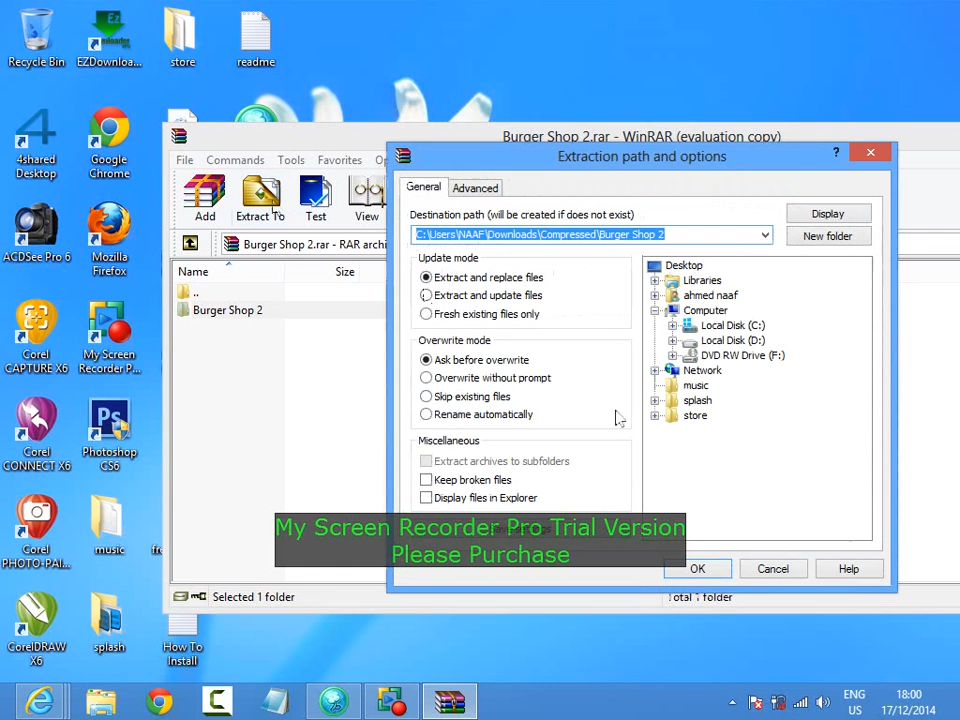 Recycle Bin
EZDownloa...
store
readme
4shared
Desktop
Google
Chrome
ACDSee Pro 6
Mozilla
Firefox
Corel
CAPTURE X6
My Screen
Recorder P...
Corel
CONNECT X6
Photoshop
CS6
Corel
PHOTO-PAI...
music
CorelDRAW
X6
splash
How To
Install
Burger Shop 2.rar - WinRAR (evaluation copy)
File Commands Tools Favorites
Add Extract To Test View
Burger Shop 2.rar - RAR archi
Name Size
..
Burger Shop 2
Selected 1 folder
Total 1 folder
Extraction path and options
?
General Advanced
Destination path (will be created if does not exist)
Display
C:\Users\NAAF\Downloads\Compressed\Burger Shop 2
New folder
Update mode
Extract and replace files
Extract and update files
Fresh existing files only
Overwrite mode
Ask before overwrite
Overwrite without prompt
Skip existing files
Rename automatically
Miscellaneous
Extract archives to subfolders
Keep broken files
Display files in Explorer
Desktop
Libraries
ahmed naaf
Computer
Local Disk (C:)
Local Disk (D:)
DVD RW Drive (F:)
Network
music
splash
store
My Screen Recorder Pro Trial Version
Please Purchase
OK Cancel Help
ENG
US
18:00
17/12/2014